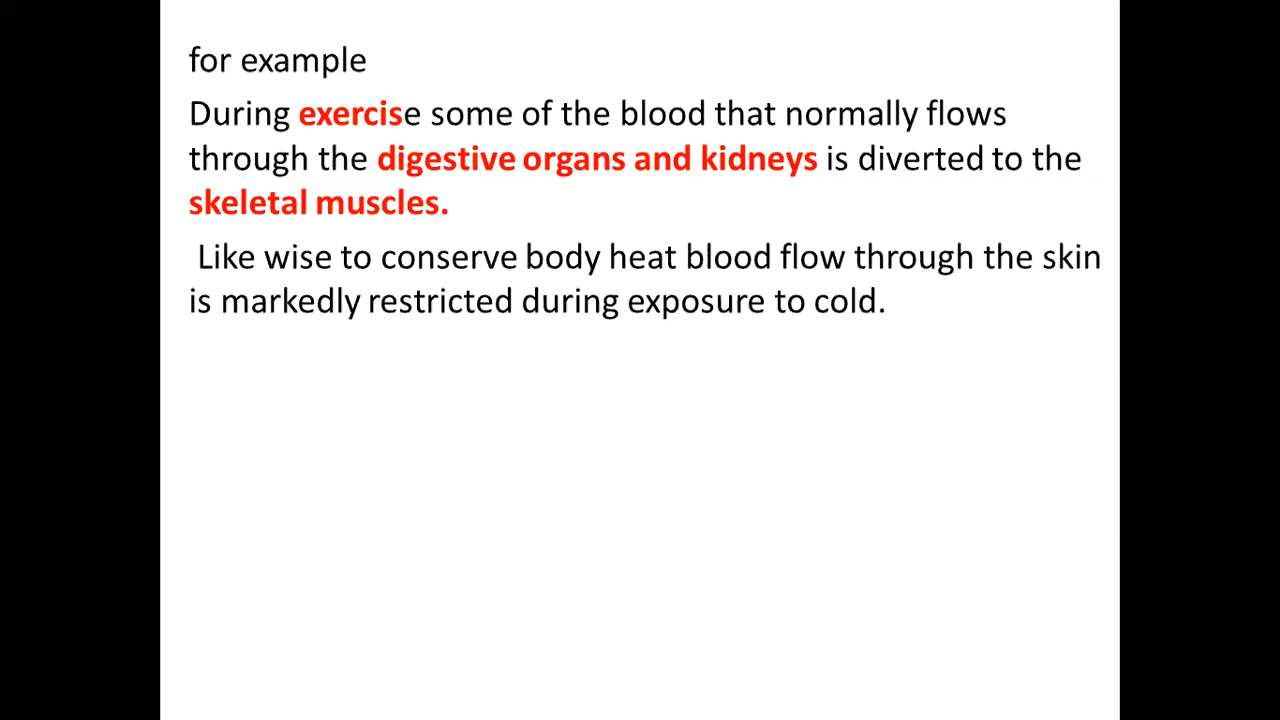 for example
During exercise some of the blood that normally flows
through the digestive organs and kidneys is diverted to the
skeletal muscles.
Like wise to conserve body heat blood flow through the skin
is markedly restricted during exposure to cold.